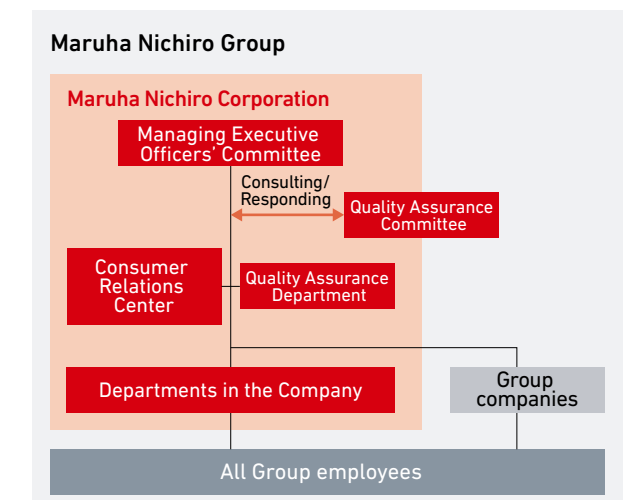 Maruha Nichiro Group
Maruha Nichiro Corporation
Managing Executive
Officers’ Committee
Consulting/
Responding
Quality Assurance
Committee
Consumer
Relations
Center
Quality Assurance
Department
Departments in the Company
Group
companies
All Group employees